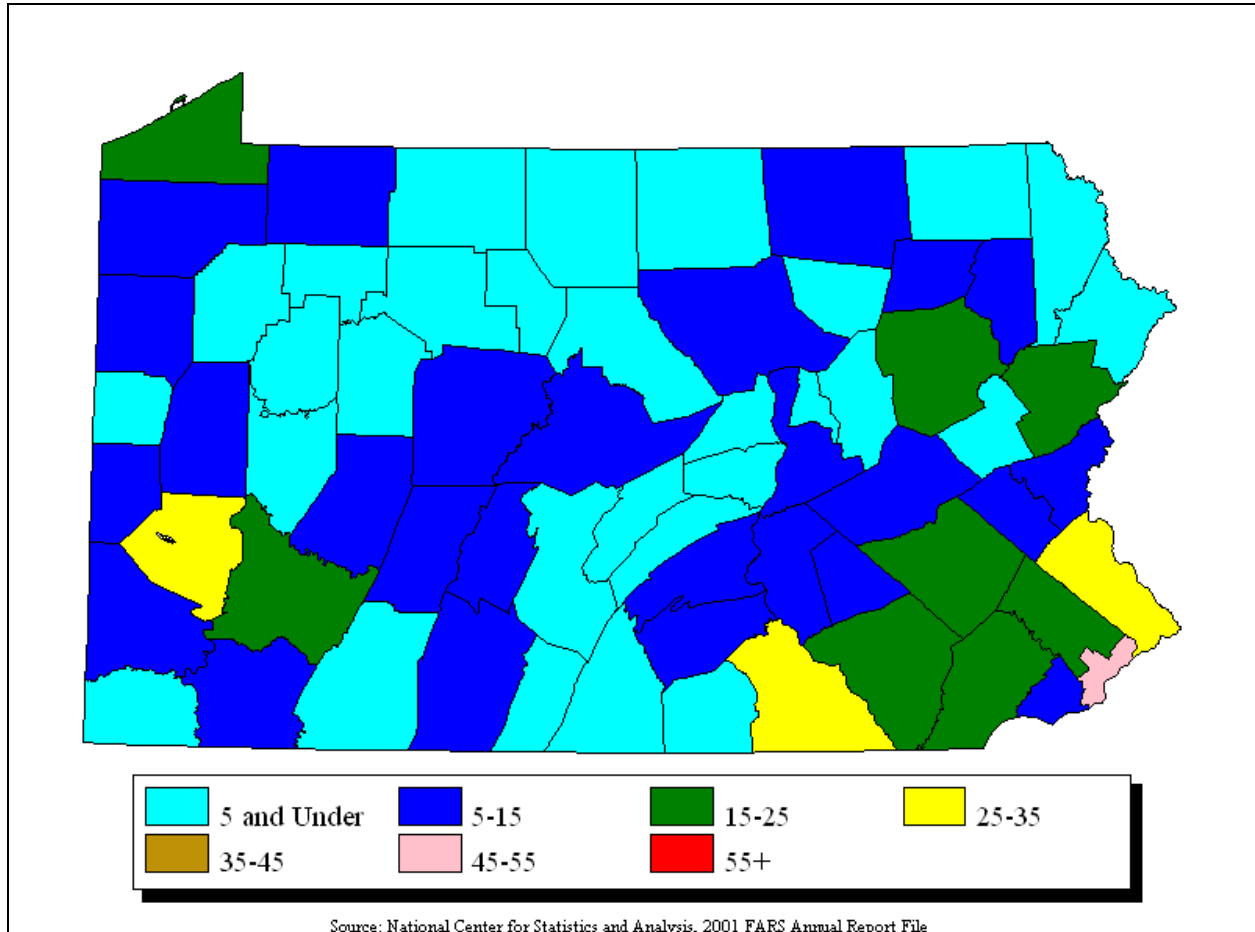 5 and Under 5-15 15-25 25-35
35-45 45-55 55+
Source: National Center for Statistics and Analysis, 2001 FARS Annual Report File